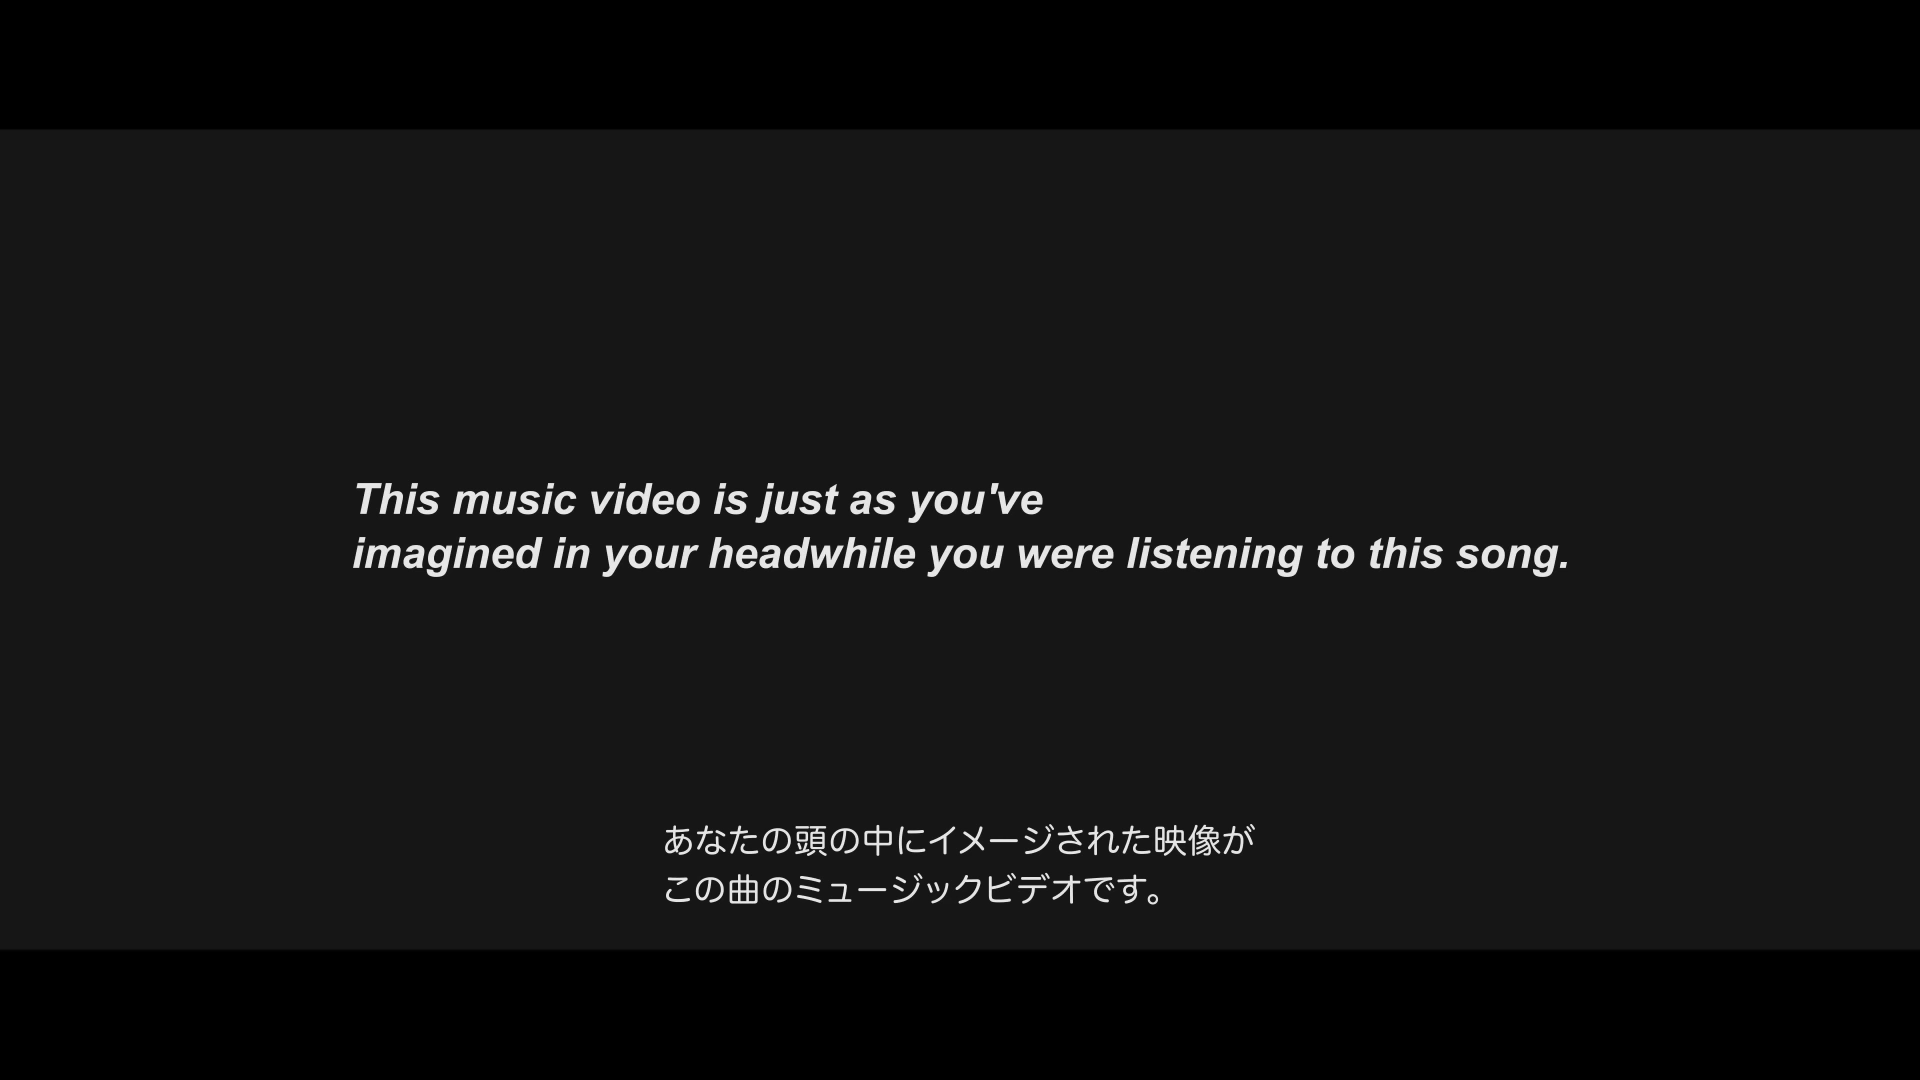 This music video is just as you've
imagined in your headwhile you were listening to this song.
あなたの頭の中にイメージされた映像が
この曲のミュージックビデオです。